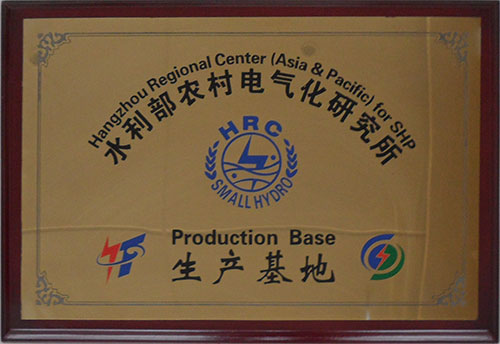 Hangzhou Regional Center (Asia & Pacific) for SHP
水利部农村电气化研究所
HRC
SMALL HYDRO
Production Base
生产基地